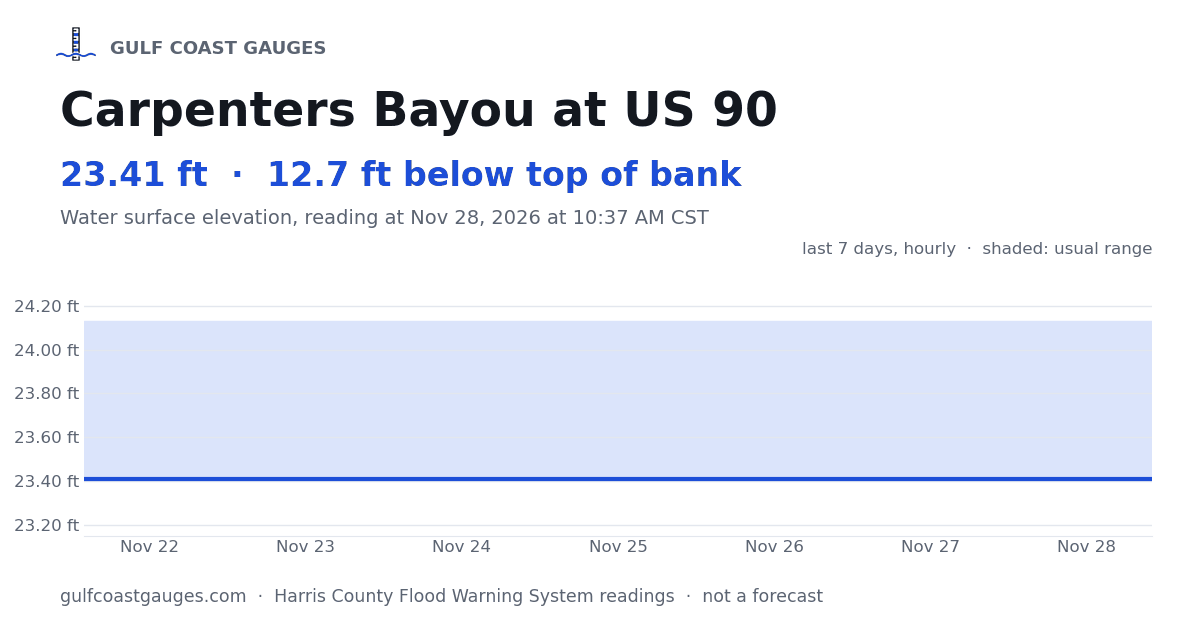 GULF COAST GAUGES
Carpenters Bayou at US 90
23.41 ft · 12.7 ft below top of bank
Water surface elevation, reading at Nov 28, 2026 at 10:37 AM CST
last 7 days, hourly · shaded: usual range
24.20 ft
24.00 ft
23.80 ft
23.60 ft
23.40 ft
23.20 ft
Nov 22 Nov 23 Nov 24 Nov 25 Nov 26 Nov 27 Nov 28
gulfcoastgauges.com · Harris County Flood Warning System readings · not a forecast